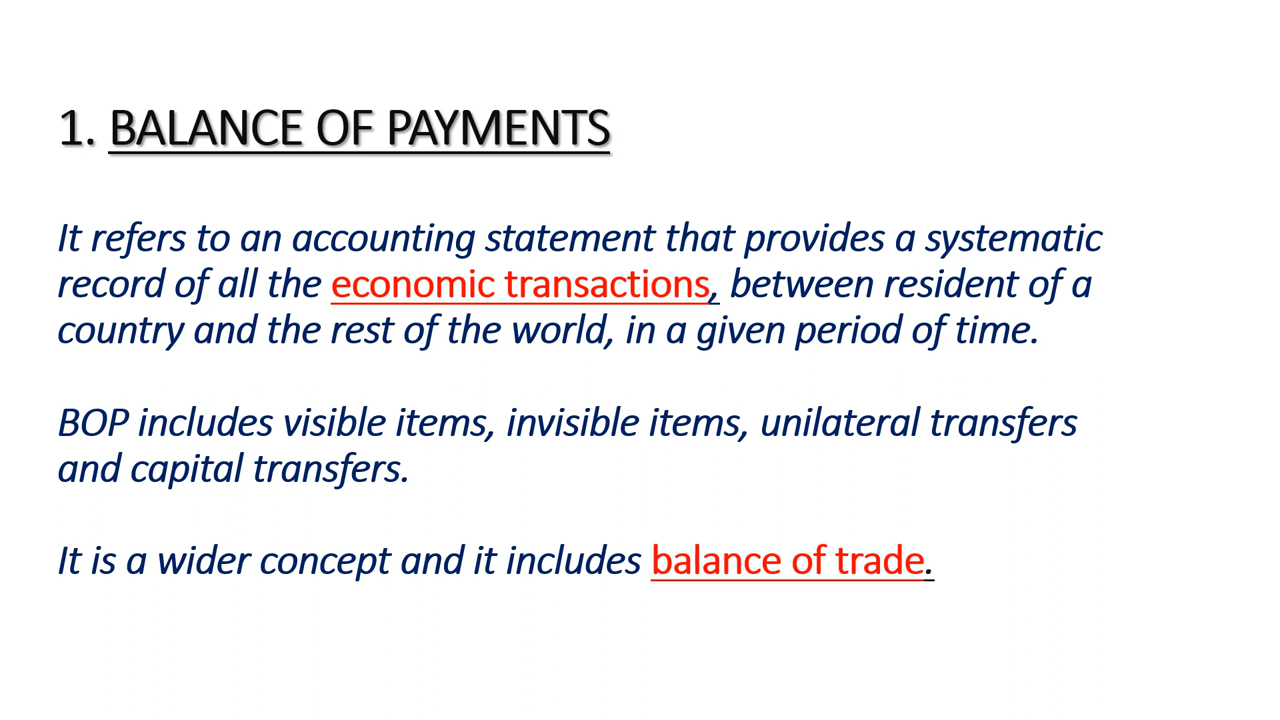 1. BALANCE OF PAYMENTS
It refers to an accounting statement that provides a systematic
record of all the economic transactions, between resident of a
country and the rest of the world, in a given period of time.
BOP includes visible items, invisible items, unilateral transfers
and capital transfers.
It is a wider concept and it includes balance of trade.